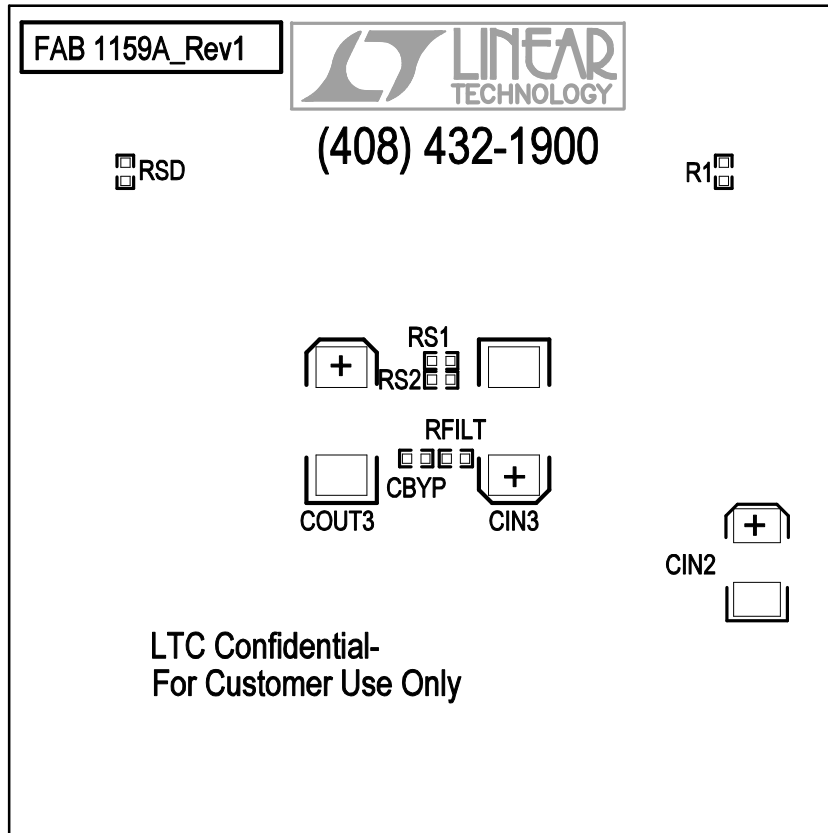 FAB 1159A_Rev1
LT LINEAR
TECHNOLOGY
(408) 432-1900
RSD
R1
RS1
+
RS2
RFILT
+
CBYP
COUT3
CIN3
+
CIN2
LTC Confidential-
For Customer Use Only